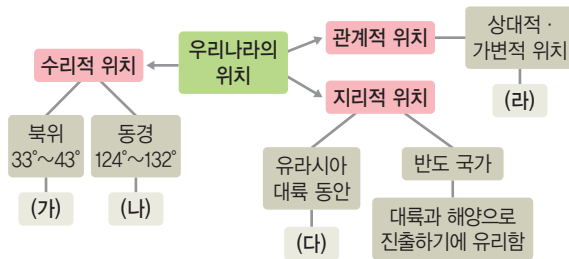 우리나라의
위치
수리적 위치
관계적 위치
상대적·
가변적 위치
(라)
지리적 위치
북위
33°~43°
동경
124°~132°
(가)
(나)
유라시아
대륙 동안
반도 국가
(다)
대륙과 해양으로
진출하기에 유리함